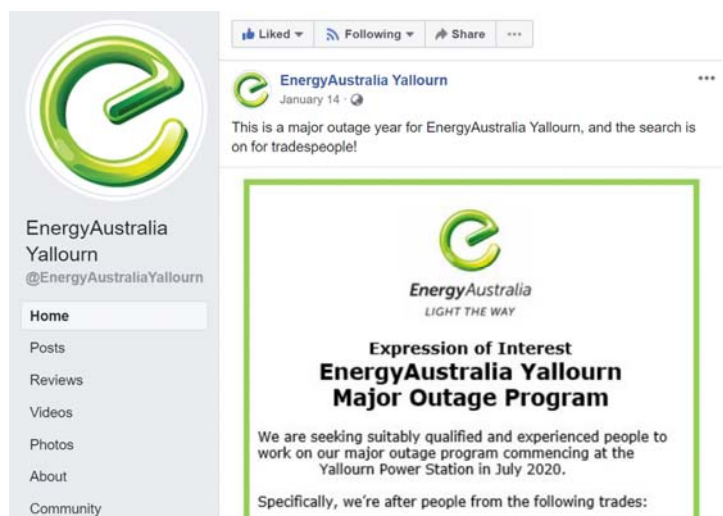 EnergyAustralia
Yallourn
@EnergyAustraliaYallourn
Home
Posts
Reviews
Videos
Photos
About
Community
Liked
Following
Share
EnergyAustralia Yallourn
January 14
This is a major outage year for EnergyAustralia Yallourn, and the search is
on for tradespeople!
EnergyAustralia
LIGHT THE WAY
Expression of Interest
EnergyAustralia Yallourn
Major Outage Program
We are seeking suitably qualified and experienced people to
work on our major outage program commencing at the
Yallourn Power Station in July 2020.
Specifically, we're after people from the following trades: